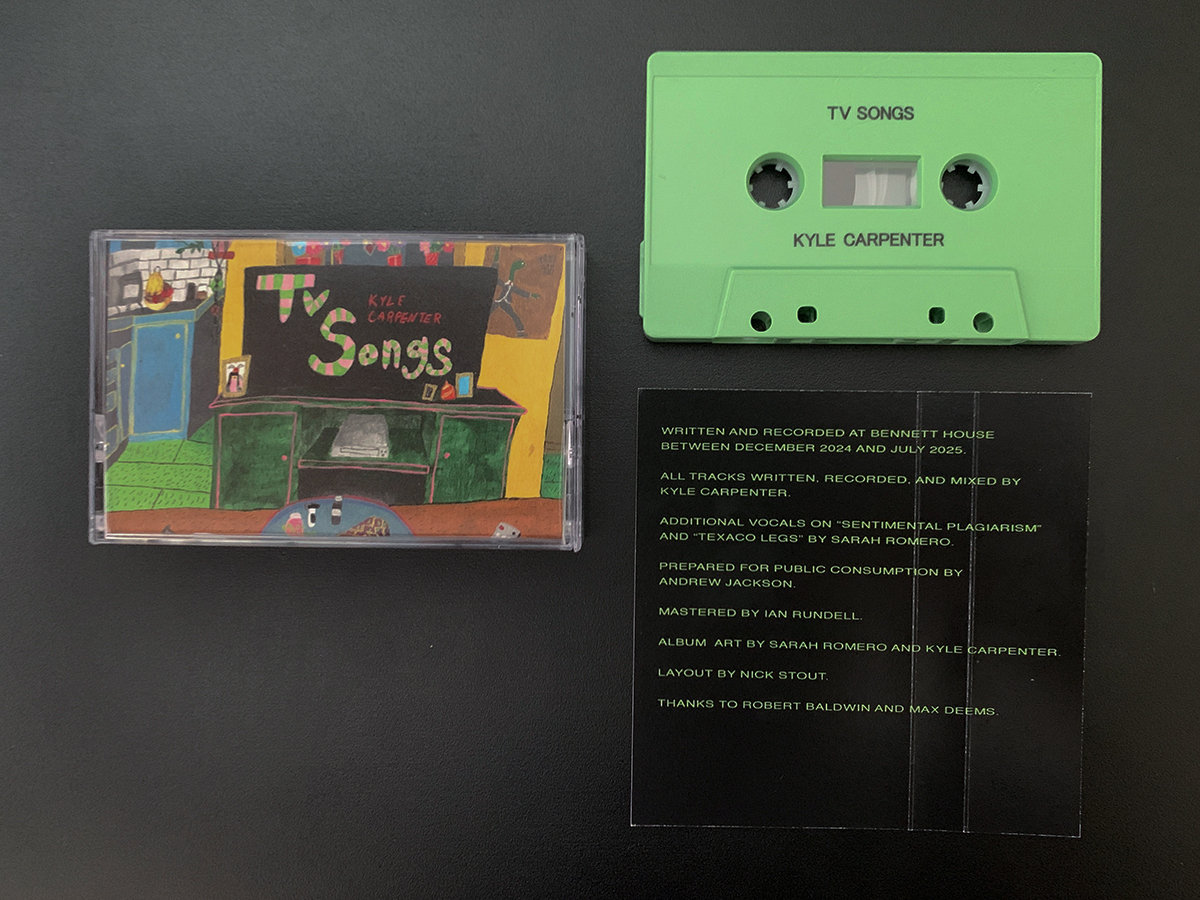 TV
KYLE
CARPENTER
Songs
TV SONGS
KYLE CARPENTER
WRITTEN AND RECORDED AT BENNETT HOUSE
BETWEEN DECEMBER 2024 AND JULY 2025.
ALL TRACKS WRITTEN, RECORDED, AND MIXED BY
KYLE CARPENTER.
ADDITIONAL VOCALS ON “SENTIMENTAL PLAGIARISM”
AND “TEXACO LEGS” BY SARAH ROMERO.
PREPARED FOR PUBLIC CONSUMPTION BY
ANDREW JACKSON.
MASTERED BY IAN RUNDELL.
ALBUM  ART BY SARAH ROMERO AND KYLE CARPENTER.
LAYOUT BY NICK STOUT.
THANKS TO ROBERT BALDWIN AND MAX DEEMS.